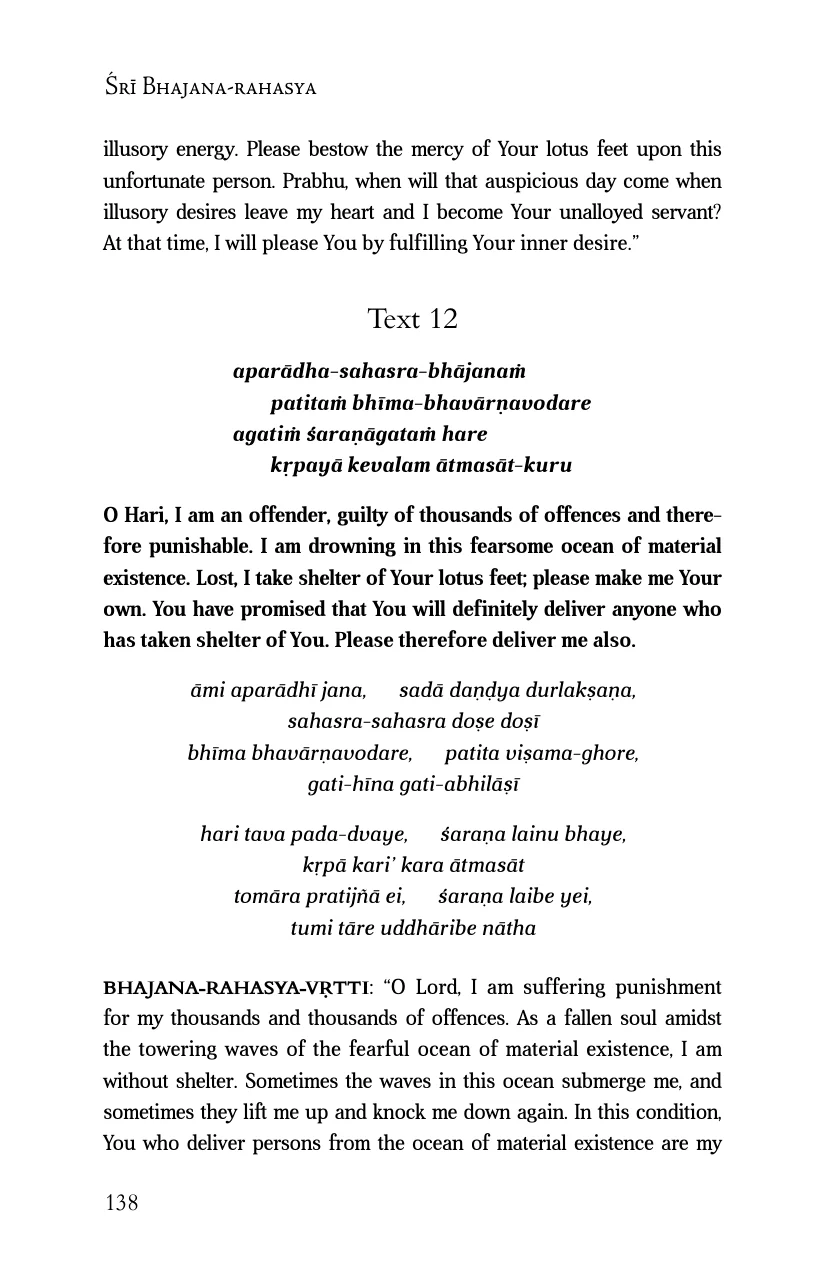 Śrī Bhajana-rahasya
illusory energy. Please bestow the mercy of Your lotus feet upon this
unfortunate person. Prabhu, when will that auspicious day come when
illusory desires leave my heart and I become Your unalloyed servant?
At that time, I will please You by fulfilling Your inner desire.”
Text 12
aparādha-sahasra-bhājanaṁ
patitaṁ bhīma-bhavārṇavodare
agatiṁ śaraṇāgataṁ hare
kṛpayā kevalam ātmasāt-kuru
O Hari, I am an offender, guilty of thousands of offences and there-
fore punishable. I am drowning in this fearsome ocean of material
existence. Lost, I take shelter of Your lotus feet; please make me Your
own. You have promised that You will definitely deliver anyone who
has taken shelter of You. Please therefore deliver me also.
āmi aparādhī jana, sadā daṇḍya durlakṣaṇa,
sahasra-sahasra doṣe doṣī
bhīma bhavārṇavodare, patita viṣama-ghore,
gati-hīna gati-abhilāṣī
hari tava pada-dvaye, śaraṇa lainu bhaye,
kṛpā kari’ kara ātmasāt
tomāra pratijñā ei, śaraṇa laibe yei,
tumi tāre uddhāribe nātha
BHAJANA-RAHASYA-VṚTTI: “O Lord, I am suffering punishment
for my thousands and thousands of offences. As a fallen soul amidst
the towering waves of the fearful ocean of material existence, I am
without shelter. Sometimes the waves in this ocean submerge me, and
sometimes they lift me up and knock me down again. In this condition,
You who deliver persons from the ocean of material existence are my
138